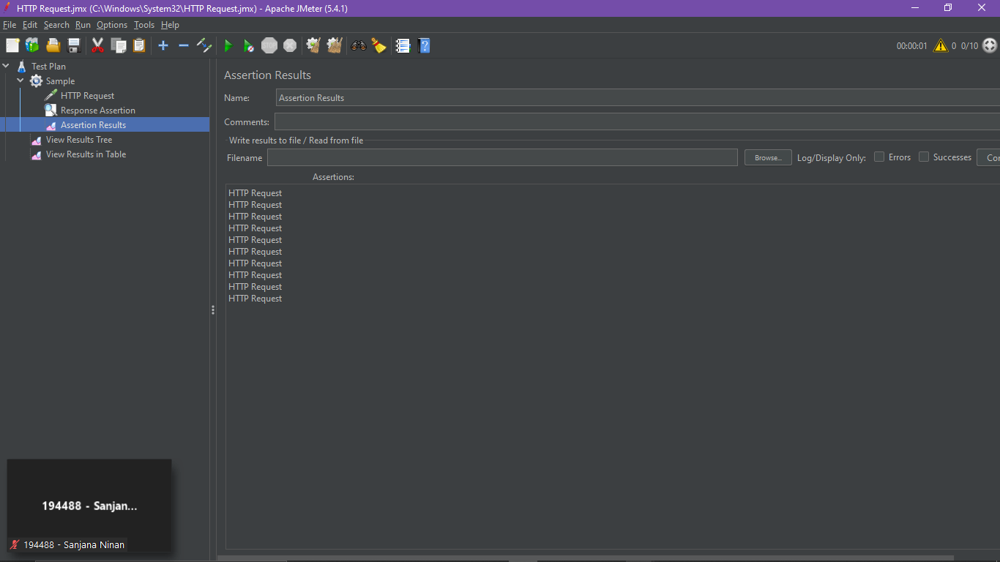 HTTP Request.jmx (C:\Windows\System32\HTTP Request.jmx) - Apache JMeter (5.4.1)
File Edit Search Run Options Tools Help
STOP 00:00:01 0 0/10
Test Plan
Sample
HTTP Request
Response Assertion
Assertion Results
View Results Tree
View Results in Table
Assertion Results
Name: Assertion Results
Comments:
Write results to file / Read from file
Filename Browse... Log/Display Only: Errors Successes Con
Assertions:
HTTP Request
HTTP Request
HTTP Request
HTTP Request
HTTP Request
HTTP Request
HTTP Request
HTTP Request
HTTP Request
HTTP Request
194488 - Sanjan...
194488 - Sanjana Ninan